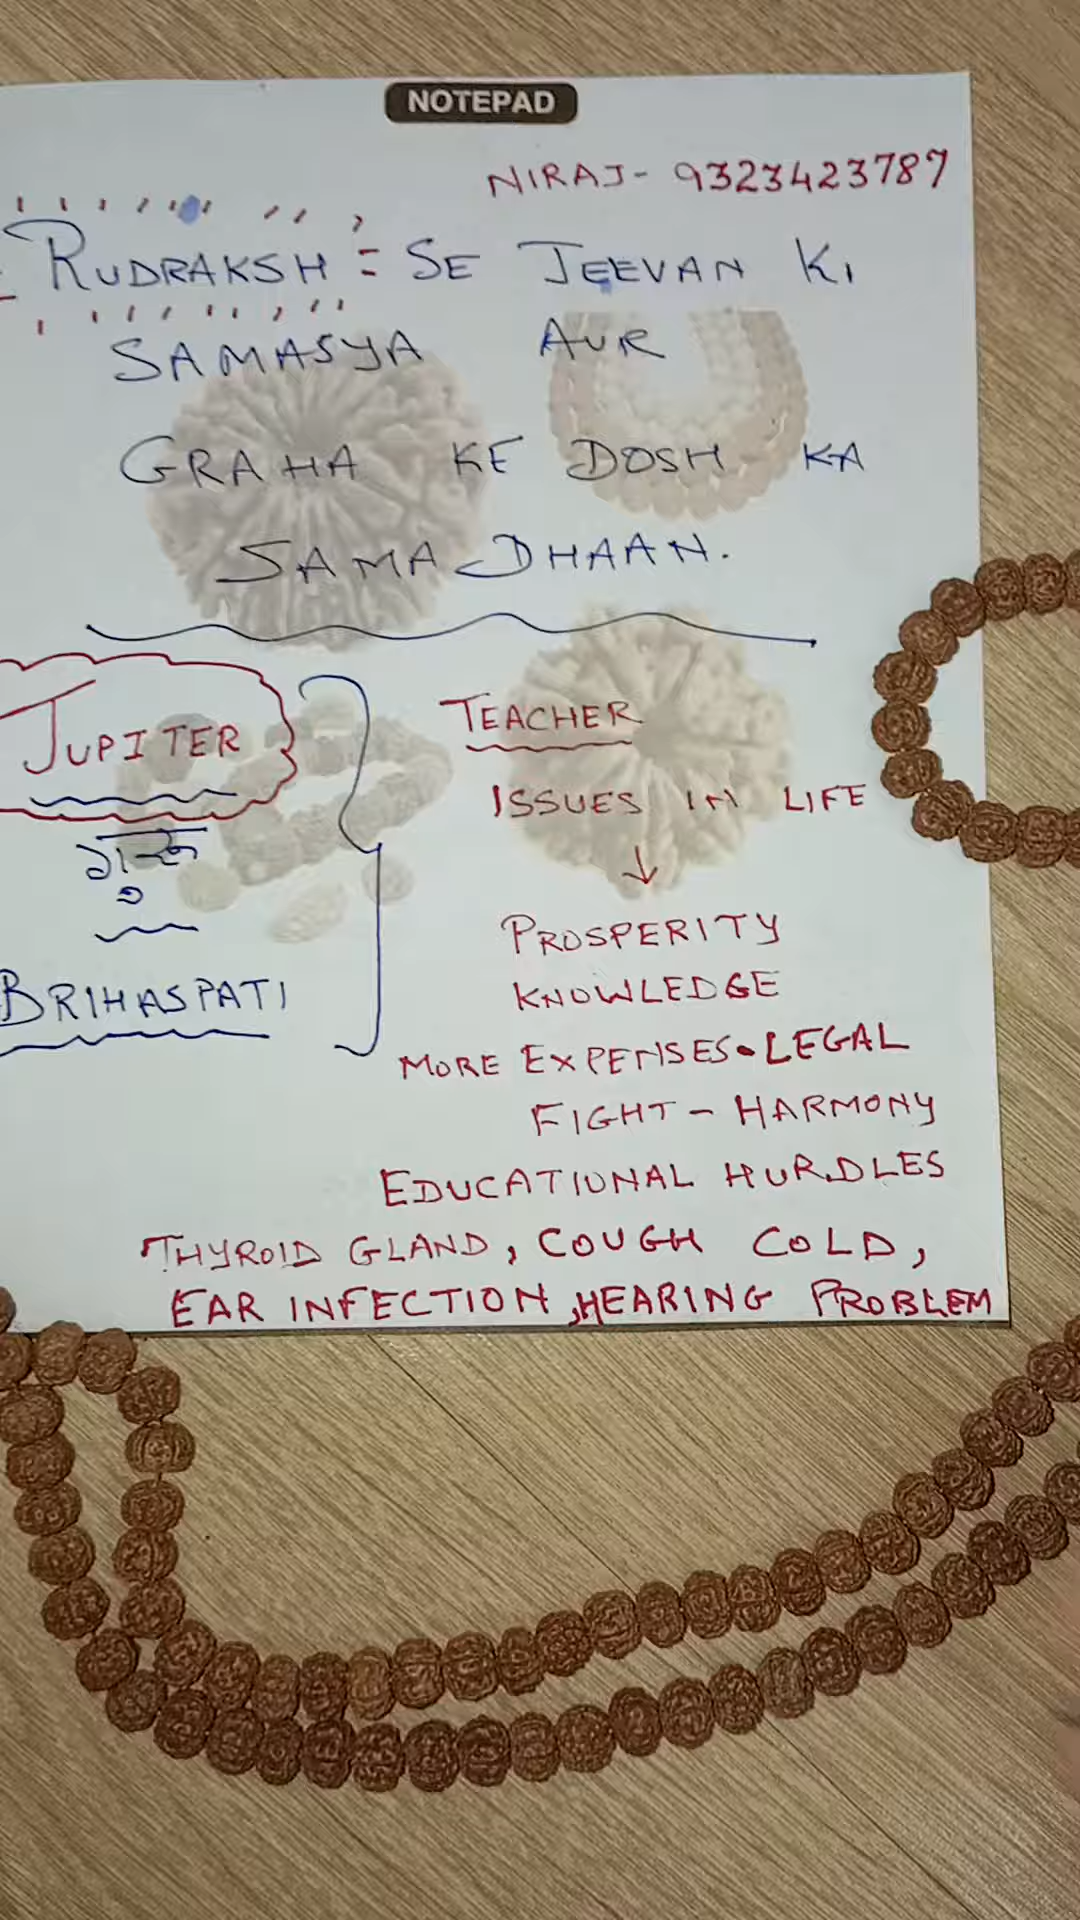 NOTEPAD
NIRAJ- 9323423787
RUDRAKSH = SE JEEVAN KI
SAMASYA AUR
GRAHA KE DOSH KA
SAMADHAAN.
JUPITER
गुरु
BRIHASPATI
TEACHER
ISSUES IN LIFE
↓
PROSPERITY
KNOWLEDGE
MORE EXPENSES • LEGAL
FIGHT - HARMONY
EDUCATIONAL HURDLES
THYROID GLAND, COUGH COLD,
EAR INFECTION, HEARING PROBLEM